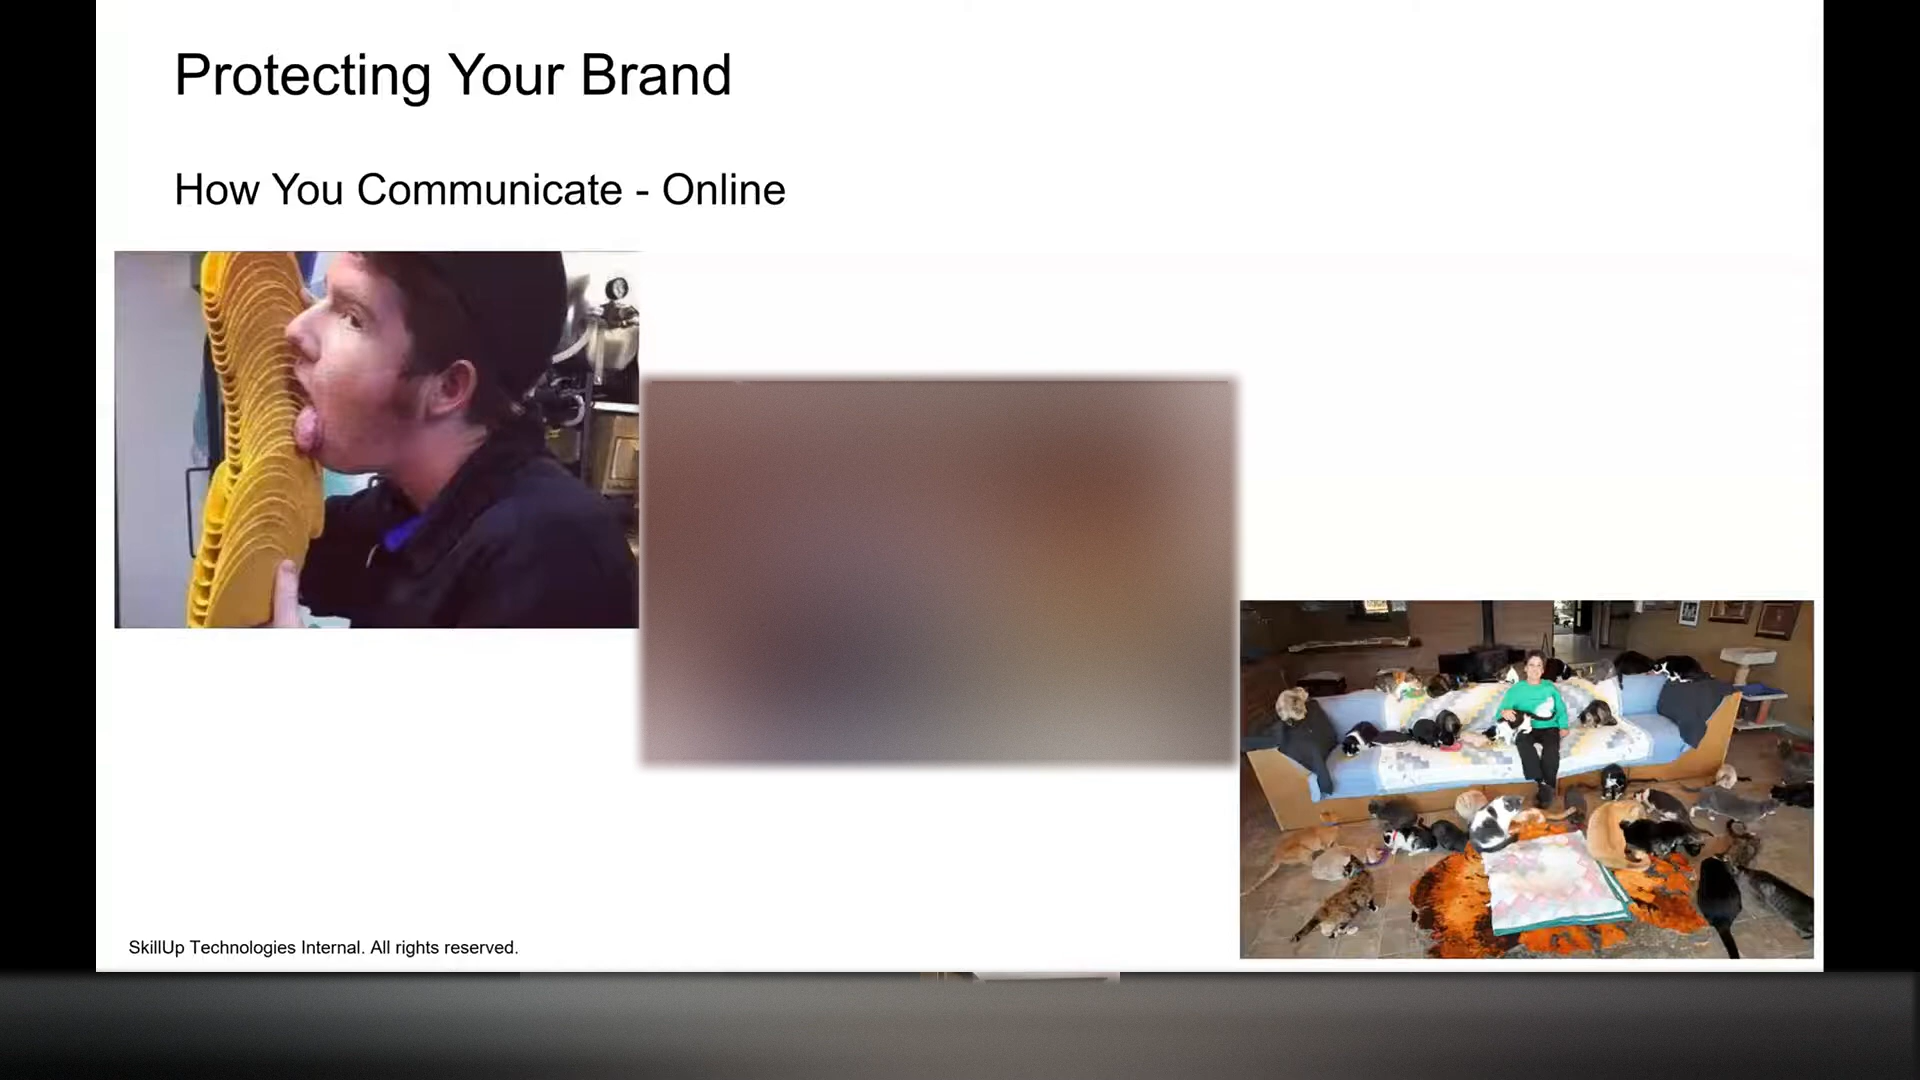 Protecting Your Brand
How You Communicate - Online
SkillUp Technologies Internal. All rights reserved.